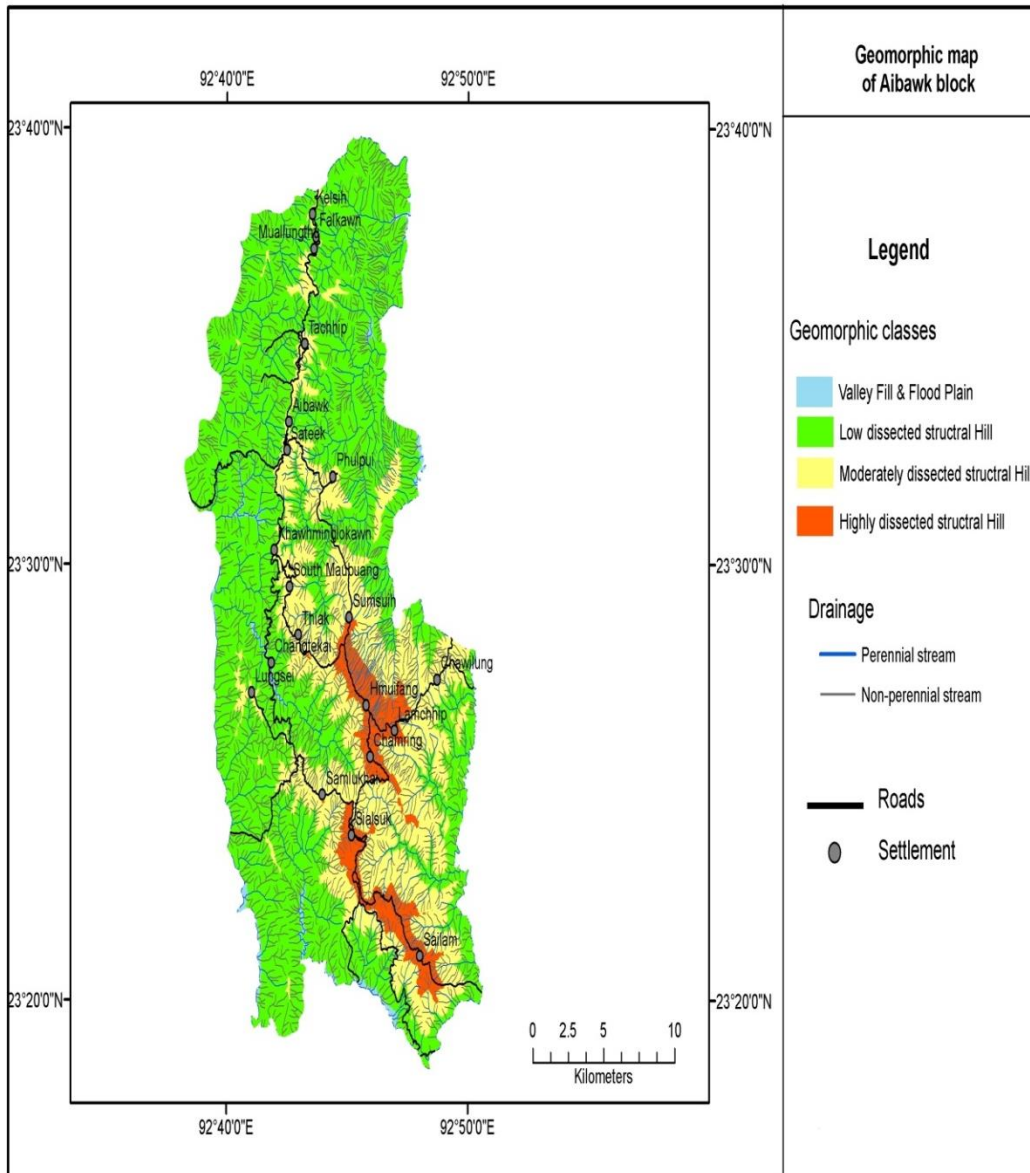 Geomorphic map
of Aibawk block
92°40'0"E
92°50'0"E
23°40'0"N
23°40'0"N
Kelsih
Falkawn
Muallungthu
Tachhip
Aibawk
Sateek
Phulpui
Khawhminglokawn
23°30'0"N
23°30'0"N
South Maubuang
Sumsuih
Thiak
Changtekai
Chawilung
Lungsei
Hmuifang
Lamchhip
Chamring
Samlukhai
Sialsuk
Sailam
23°20'0"N
23°20'0"N
0 2.5 5 10
Kilometers
92°40'0"E
92°50'0"E
Legend
Geomorphic classes
Valley Fill & Flood Plain
Low dissected structral Hill
Moderately dissected structral Hill
Highly dissected structral Hill
Drainage
Perennial stream
Non-perennial stream
Roads
Settlement